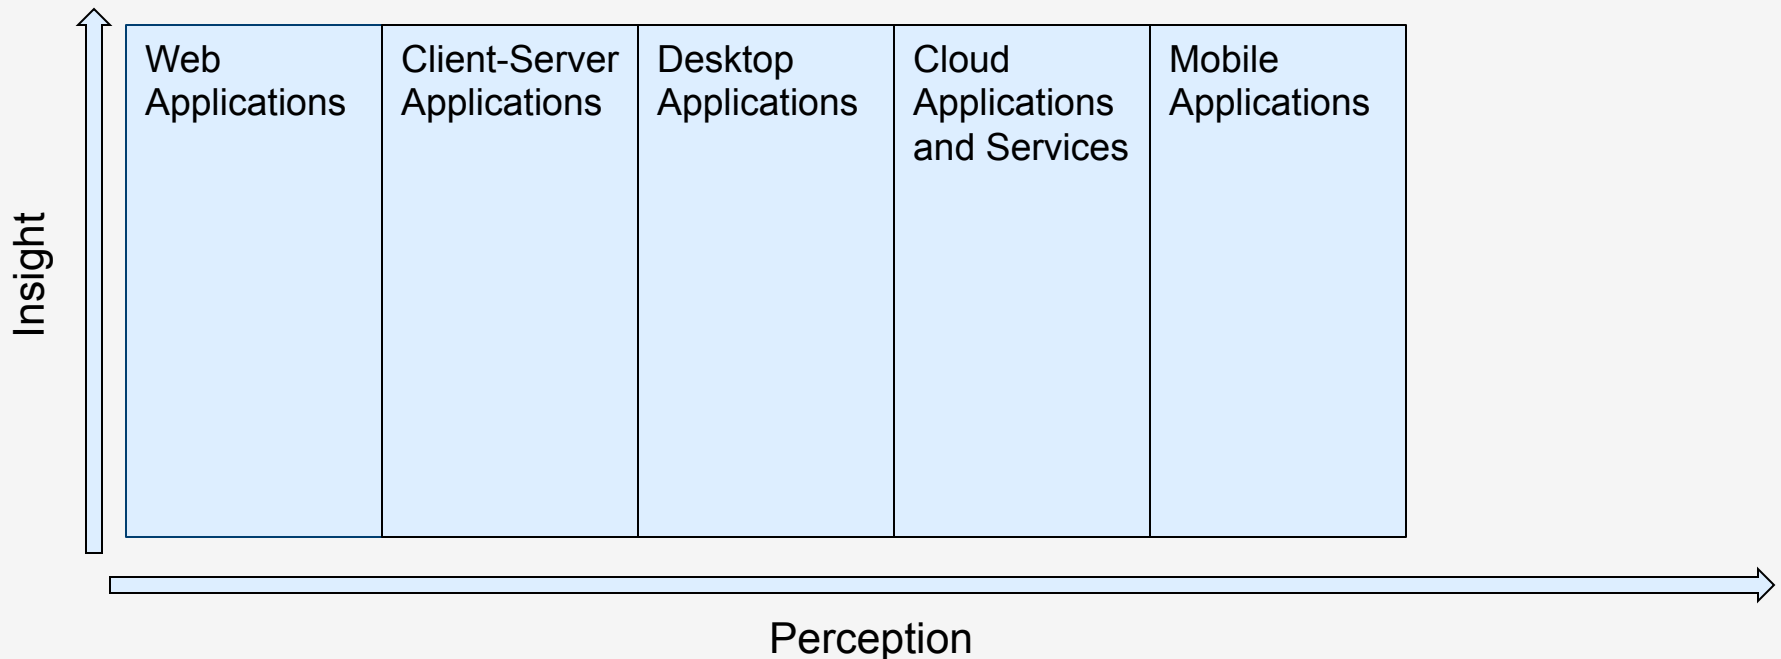 Web
Applications
Client-Server
Applications
Desktop
Applications
Cloud
Applications
and Services
Mobile
Applications
Insight
Perception